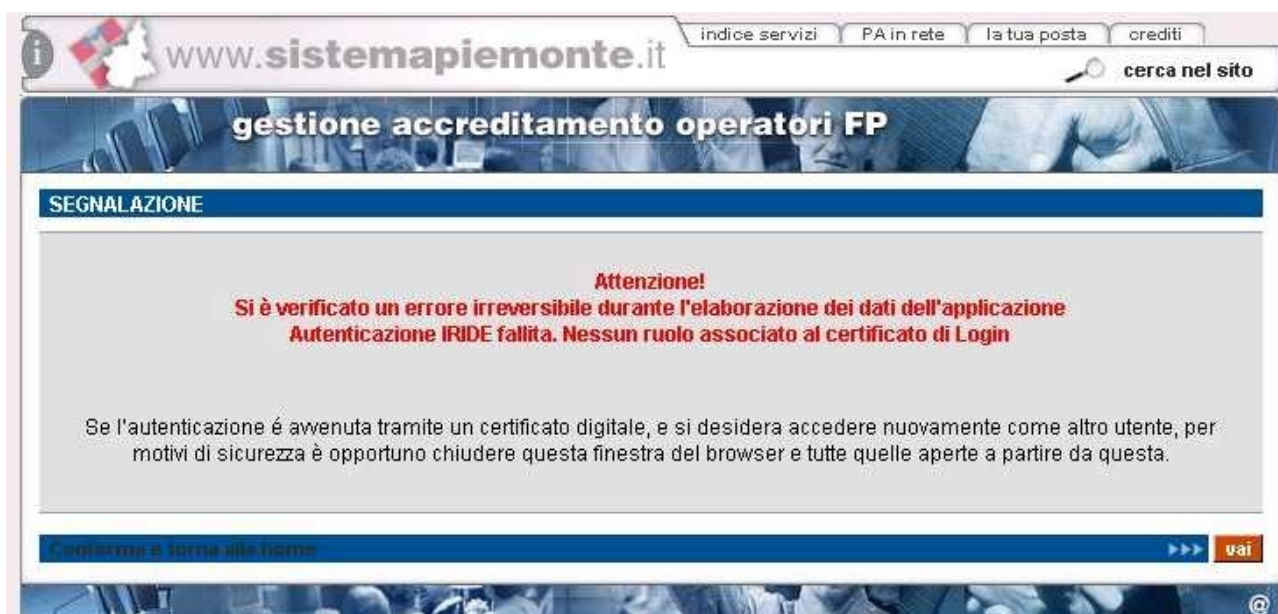 indice servizi PA in rete la tua posta crediti
i www.sistemapiemonte.it
cerca nel sito
gestione accreditamento operatori FP
SEGNALAZIONE
Attenzione!
Si è verificato un errore irreversibile durante l'elaborazione dei dati dell'applicazione
Autenticazione IRIDE fallita. Nessun ruolo associato al certificato di Login
Se l'autenticazione é avvenuta tramite un certificato digitale, e si desidera accedere nuovamente come altro utente, per
motivi di sicurezza è opportuno chiudere questa finestra del browser e tutte quelle aperte a partire da questa.
Conferma e torna alla home
vai
@